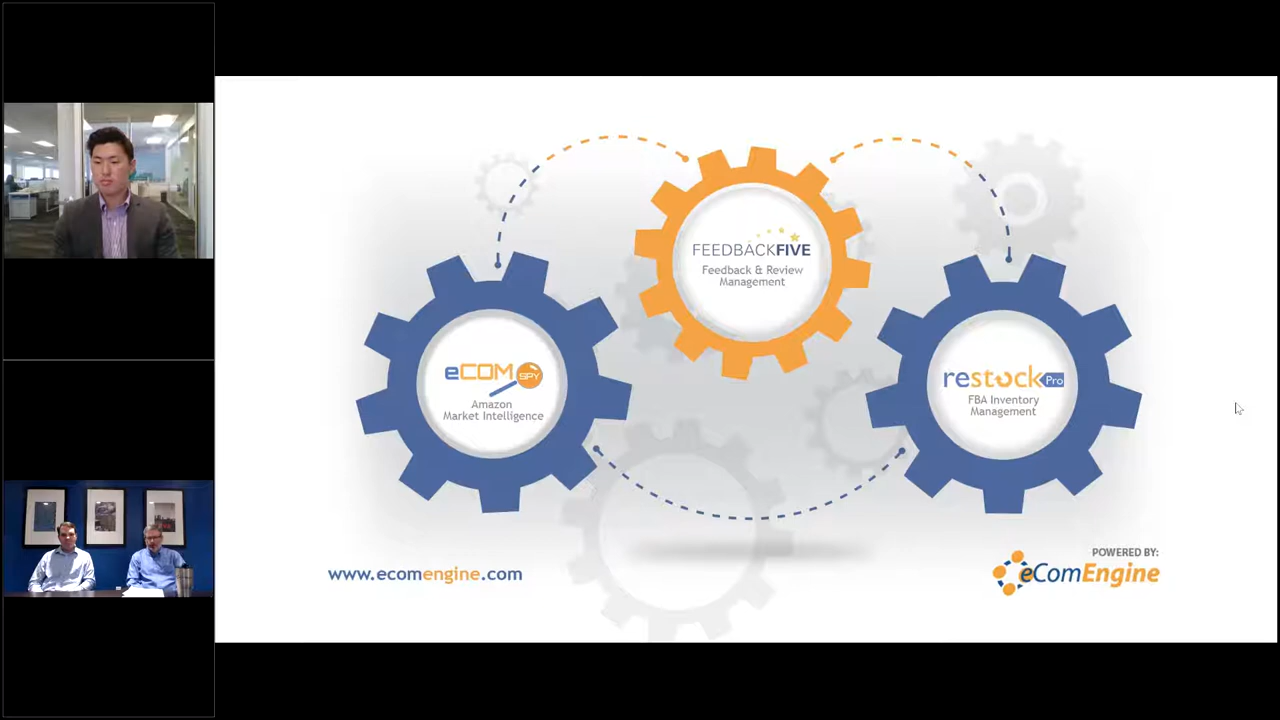 FEEDBACKFIVE
Feedback & Review
Management
eCOM SPY
Amazon
Market Intelligence
restock Pro
FBA Inventory
Management
www.ecomengine.com
POWERED BY:
eComEngine